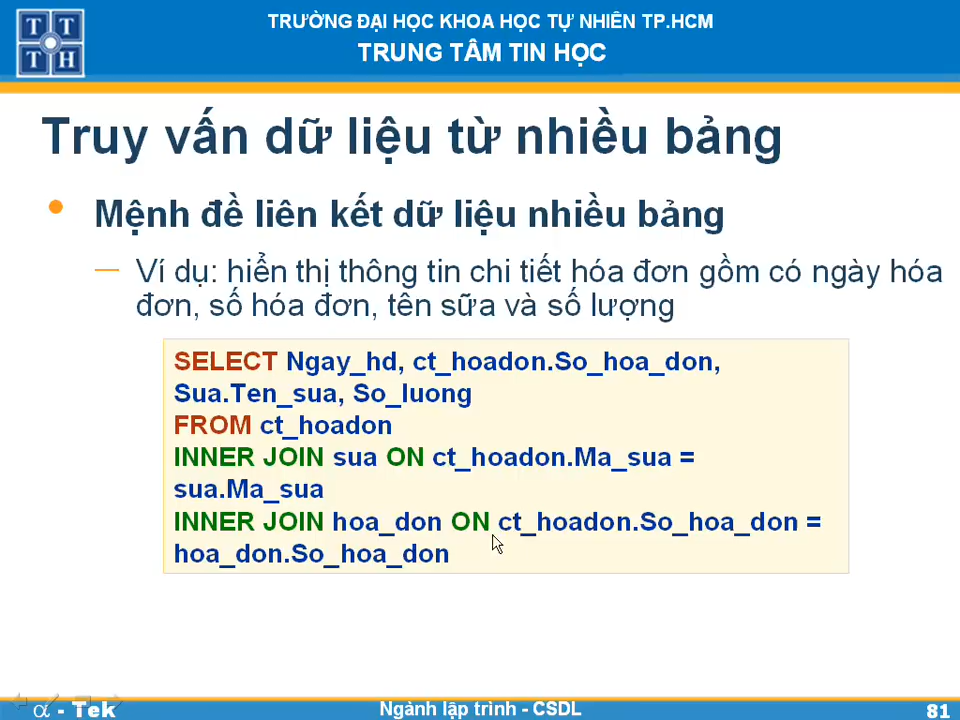 TRƯỜNG ĐẠI HỌC KHOA HỌC TỰ NHIÊN TP.HCM
TRUNG TÂM TIN HỌC
T T
T H
Truy vấn dữ liệu từ nhiều bảng
• Mệnh đề liên kết dữ liệu nhiều bảng
— Ví dụ: hiển thị thông tin chi tiết hóa đơn gồm có ngày hóa
đơn, số hóa đơn, tên sữa và số lượng
SELECT Ngay_hd, ct_hoadon.So_hoa_don,
Sua.Ten_sua, So_luong
FROM ct_hoadon
INNER JOIN sua ON ct_hoadon.Ma_sua =
sua.Ma_sua
INNER JOIN hoa_don ON ct_hoadon.So_hoa_don =
hoa_don.So_hoa_don
α - Tek
Ngành lập trình - CSDL
81